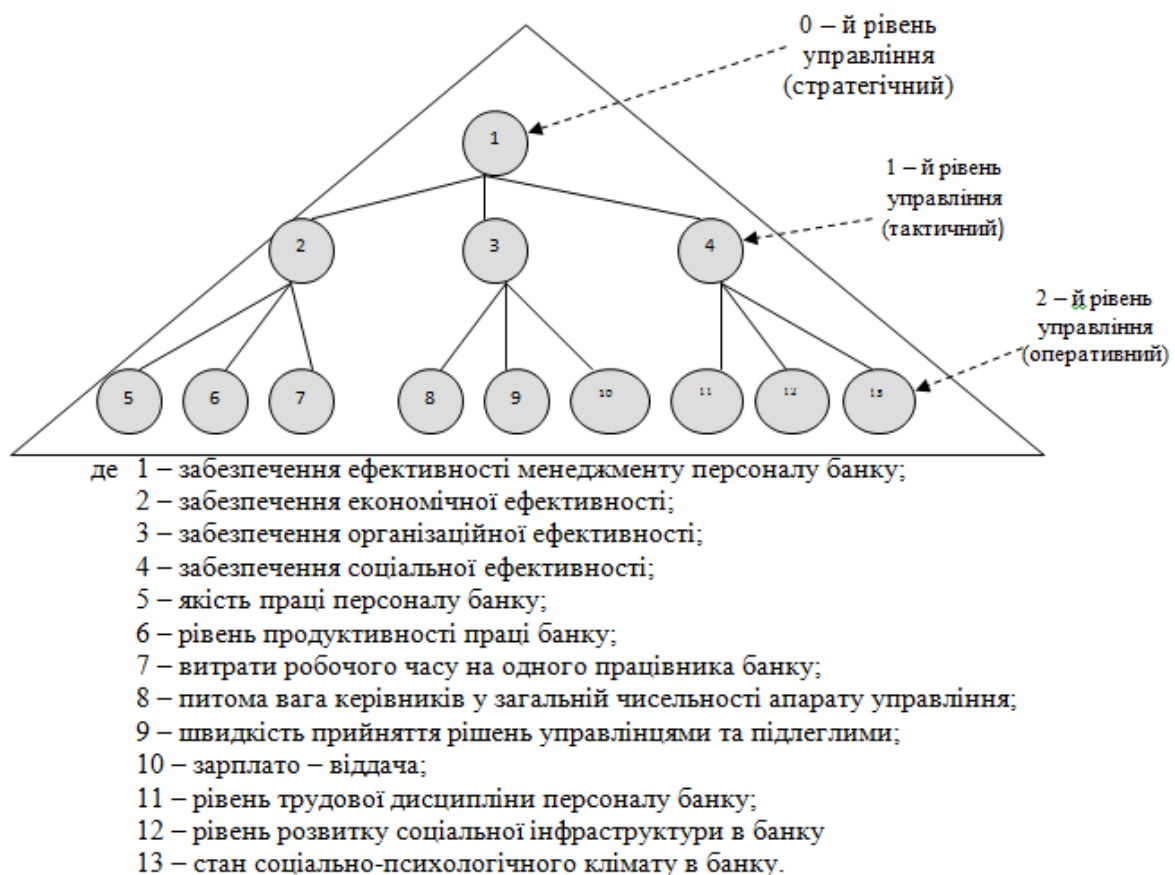 0 – й рівень
управління
(стратегічний)
1
1 – й рівень
управління
(тактичний)
2
3
4
2 – й рівень
управління
(оперативний)
5
6
7
8
9
10
11
12
13
де 1 – забезпечення ефективності менеджменту персоналу банку;
2 – забезпечення економічної ефективності;
3 – забезпечення організаційної ефективності;
4 – забезпечення соціальної ефективності;
5 – якість праці персоналу банку;
6 – рівень продуктивності праці банку;
7 – витрати робочого часу на одного працівника банку;
8 – питома вага керівників у загальній чисельності апарату управління;
9 – швидкість прийняття рішень управлінцями та підлеглими;
10 – зарплато – віддача;
11 – рівень трудової дисципліни персоналу банку;
12 – рівень розвитку соціальної інфраструктури в банку
13 – стан соціально-психологічного клімату в банку.